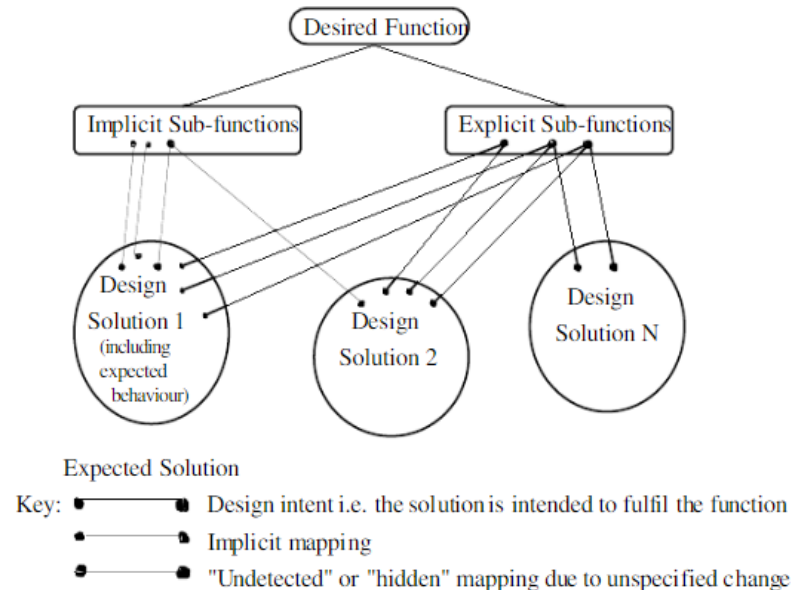 Desired Function
Implicit Sub-functions
Explicit Sub-functions
Design
Solution 1
(including
expected
behaviour)
Design
Solution 2
Design
Solution N
Expected Solution
Key:
Design intent i.e. the solution is intended to fulfil the function
Implicit mapping
"Undetected" or "hidden" mapping due to unspecified change